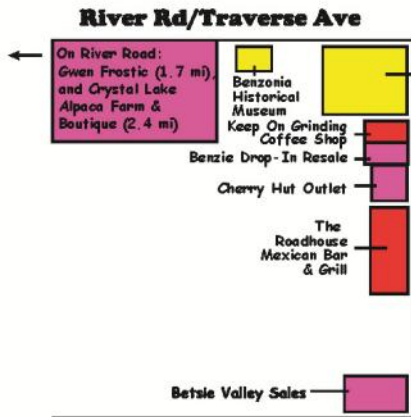 River Rd/Traverse Ave
On River Road:
Gwen Frostic (1.7 mi),
and Crystal Lake
Alpaca Farm &
Boutique (2.4 mi)
Benzonia
Historical
Museum
Keep On Grinding
Coffee Shop
Benzie Drop-In Resale
Cherry Hut Outlet
The
Roadhouse
Mexican Bar
& Grill
Betsie Valley Sales